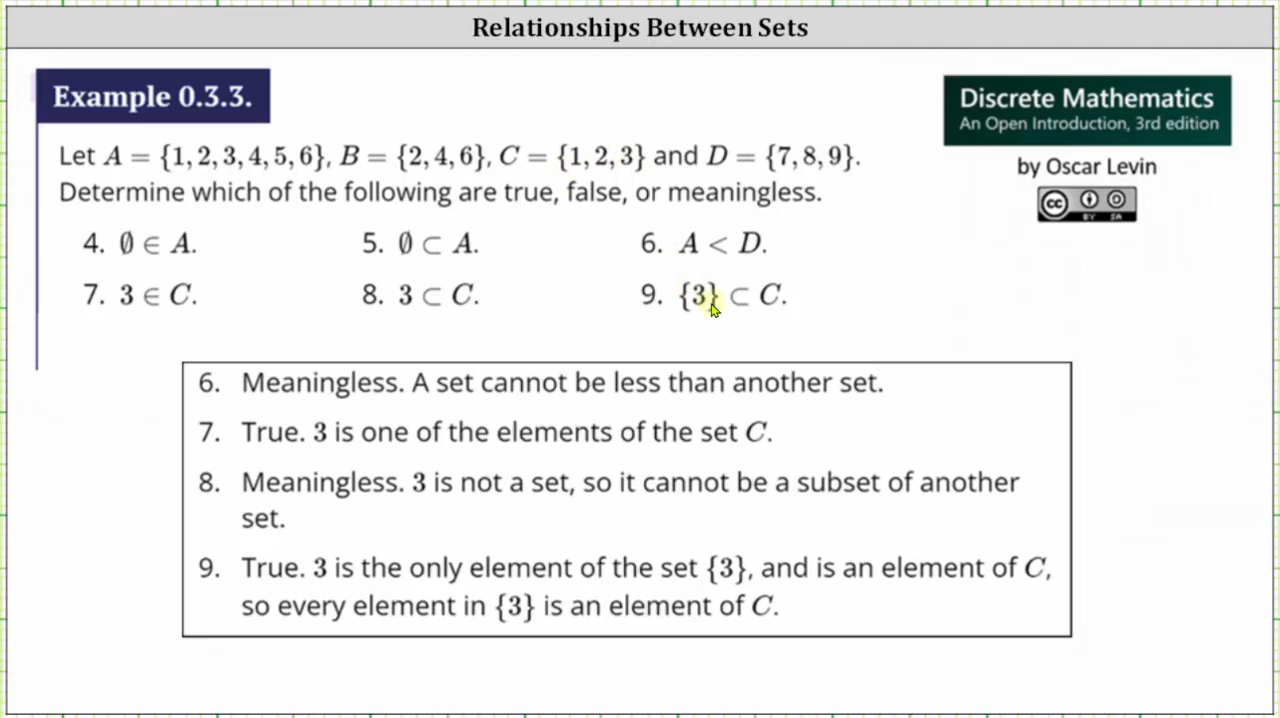 Relationships Between Sets
Example 0.3.3.
Discrete Mathematics
An Open Introduction, 3rd edition
by Oscar Levin
cc BY SA
Let A = {1, 2, 3, 4, 5, 6}, B = {2, 4, 6}, C = {1, 2, 3} and D = {7, 8, 9}.
Determine which of the following are true, false, or meaningless.
4. ∅ ∈ A. 5. ∅ ⊂ A. 6. A < D.
7. 3 ∈ C. 8. 3 ⊂ C. 9. {3} ⊂ C.
6. Meaningless. A set cannot be less than another set.
7. True. 3 is one of the elements of the set C.
8. Meaningless. 3 is not a set, so it cannot be a subset of another
set.
9. True. 3 is the only element of the set {3}, and is an element of C,
so every element in {3} is an element of C.